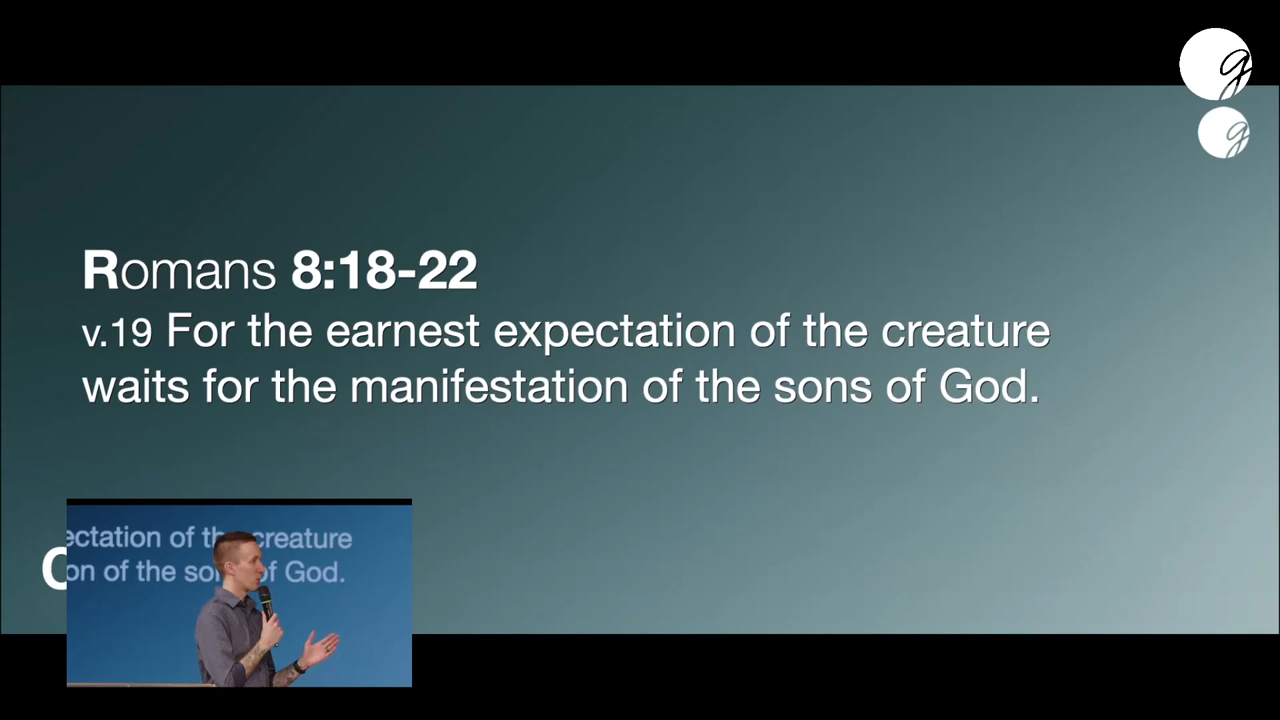 g
g
Romans 8:18-22
v.19 For the earnest expectation of the creature
waits for the manifestation of the sons of God.
ectation of the creature
on of the sons of God.